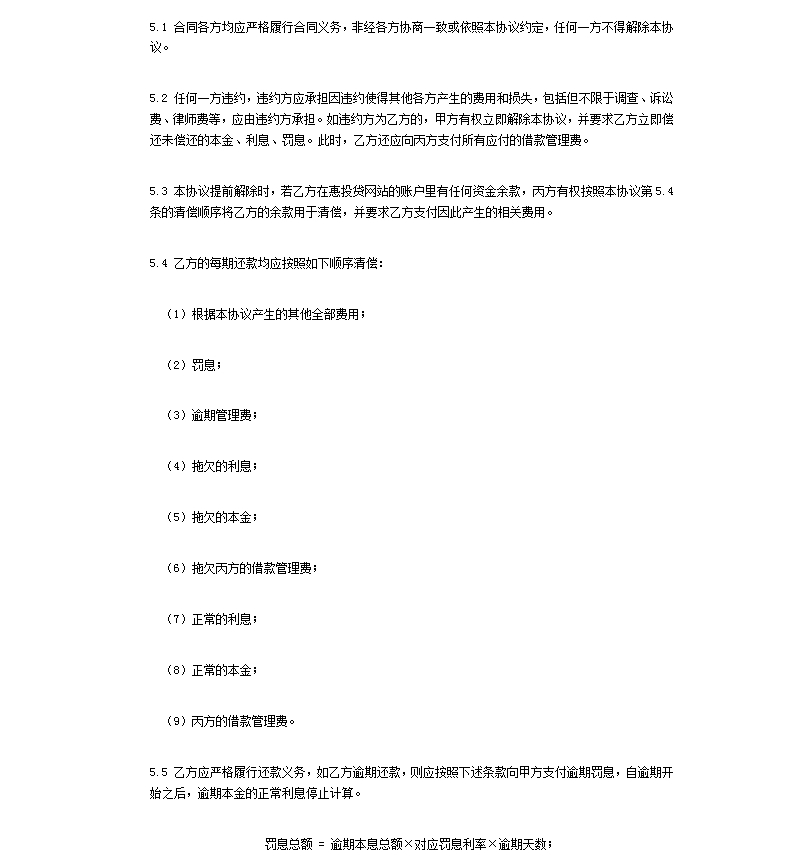 5.1 合同各方均应严格履行合同义务，非经各方协商一致或依照本协议约定，任何一方不得解除本协
议。
5.2 任何一方违约，违约方应承担因违约使得其他各方产生的费用和损失，包括但不限于调查、诉讼
费、律师费等，应由违约方承担。如违约方为乙方的，甲方有权立即解除本协议，并要求乙方立即偿
还未偿还的本金、利息、罚息。此时，乙方还应向丙方支付所有应付的借款管理费。
5.3 本协议提前解除时，若乙方在惠投贷网站的账户里有任何资金余款，丙方有权按照本协议第 5.4
条的清偿顺序将乙方的余款用于清偿，并要求乙方支付因此产生的相关费用。
5.4 乙方的每期还款均应按照如下顺序清偿：
（1）根据本协议产生的其他全部费用；
（2）罚息；
（3）逾期管理费；
（4）拖欠的利息；
（5）拖欠的本金；
（6）拖欠丙方的借款管理费；
（7）正常的利息；
（8）正常的本金；
（9）丙方的借款管理费。
5.5 乙方应严格履行还款义务，如乙方逾期还款，则应按照下述条款向甲方支付逾期罚息，自逾期开
始之后，逾期本金的正常利息停止计算。
罚息总额 = 逾期本息总额×对应罚息利率×逾期天数；